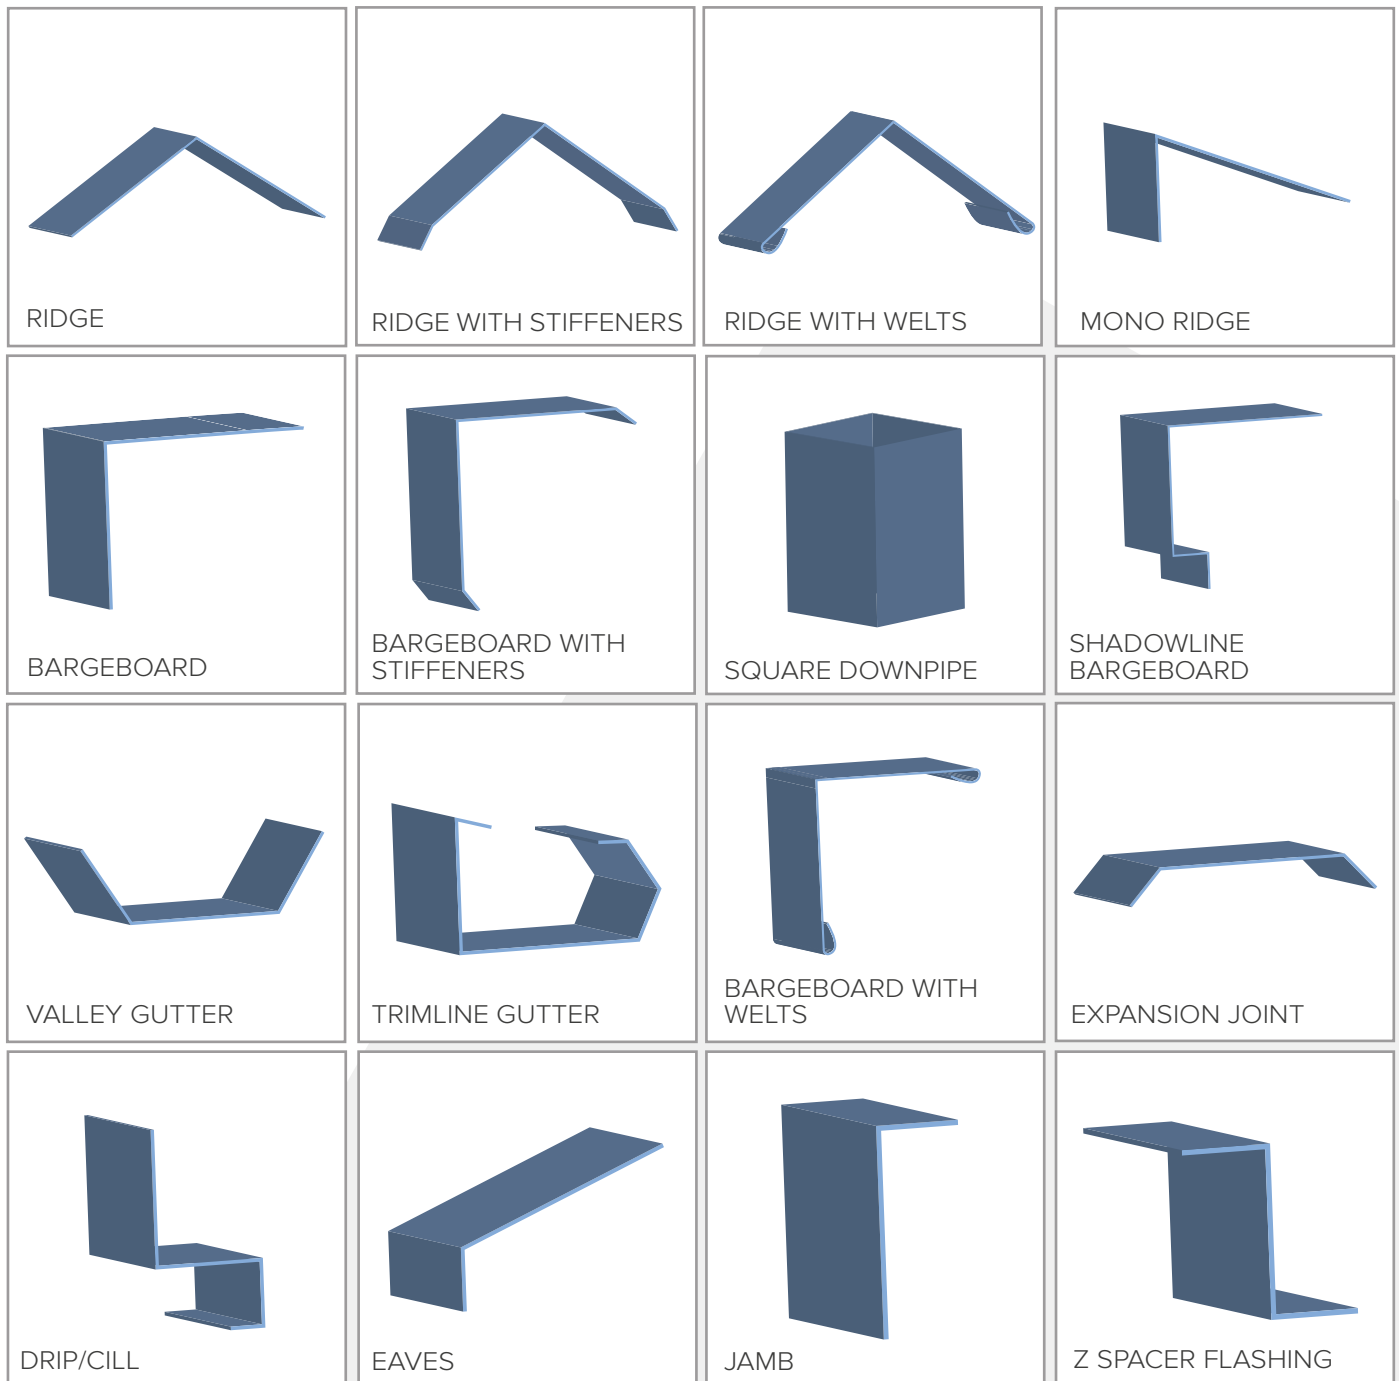 RIDGE
RIDGE WITH STIFFENERS
RIDGE WITH WELTS
MONO RIDGE
BARGEBOARD
BARGEBOARD WITH
STIFFENERS
SQUARE DOWNPIPE
SHADOWLINE
BARGEBOARD
VALLEY GUTTER
TRIMLINE GUTTER
BARGEBOARD WITH
WELTS
EXPANSION JOINT
DRIP/CILL
EAVES
JAMB
Z SPACER FLASHING